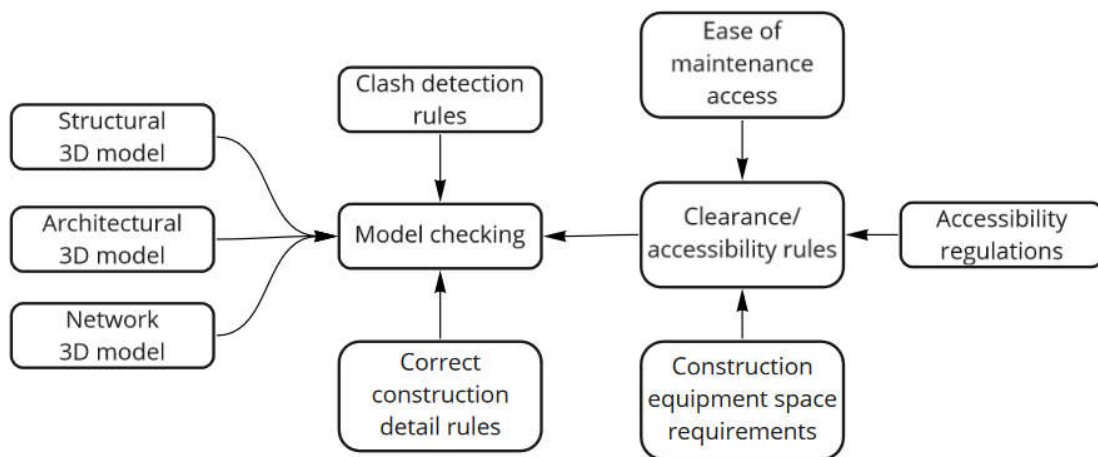 Structural
3D model
Architectural
3D model
Network
3D model
Clash detection
rules
Model checking
Correct
construction
detail rules
Ease of
maintenance
access
Clearance/
accessibility rules
Construction
equipment space
requirements
Accessibility
regulations